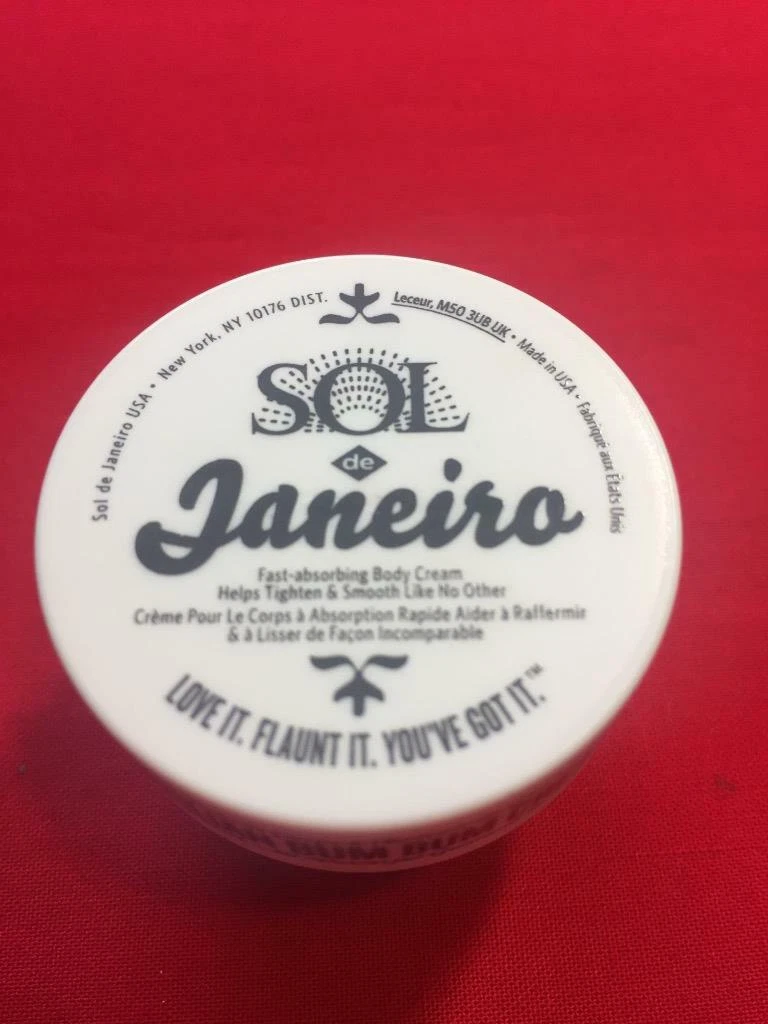 Sol de Janeiro USA • New York, NY 10176 DIST.
Leceur, M50 3UB UK • Made in USA • Fabriqué aux États Unis
SOL
de
Janeiro
Fast-absorbing Body Cream
Helps Tighten & Smooth Like No Other
Crème Pour Le Corps à Absorption Rapide Aider à Raffermir
& à Lisser de Façon Incomparable
LOVE IT. FLAUNT IT. YOU'VE GOT IT.™
BUM BUM